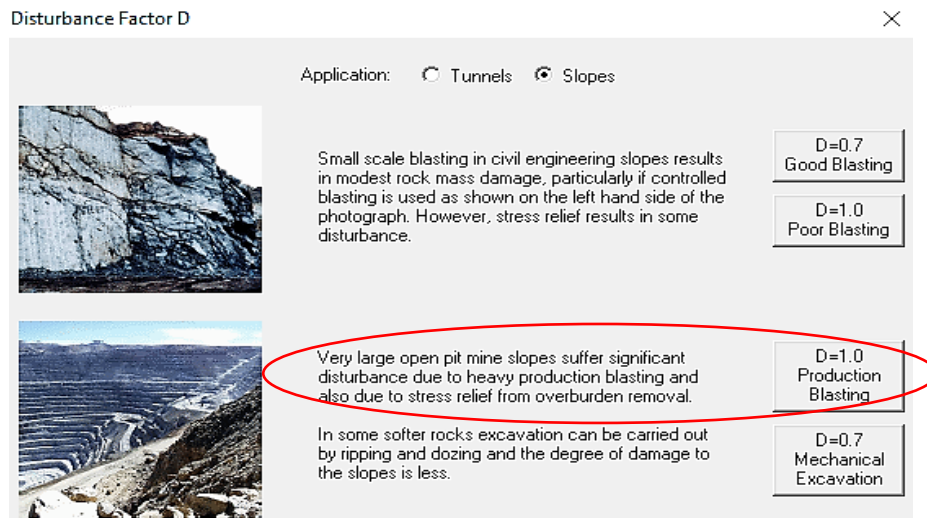 Disturbance Factor D
Application: Tunnels Slopes
Small scale blasting in civil engineering slopes results
in modest rock mass damage, particularly if controlled
blasting is used as shown on the left hand side of the
photograph. However, stress relief results in some
disturbance.
D=0.7
Good Blasting
D=1.0
Poor Blasting
Very large open pit mine slopes suffer significant
disturbance due to heavy production blasting and
also due to stress relief from overburden removal.
D=1.0
Production
Blasting
In some softer rocks excavation can be carried out
by ripping and dozing and the degree of damage to
the slopes is less.
D=0.7
Mechanical
Excavation